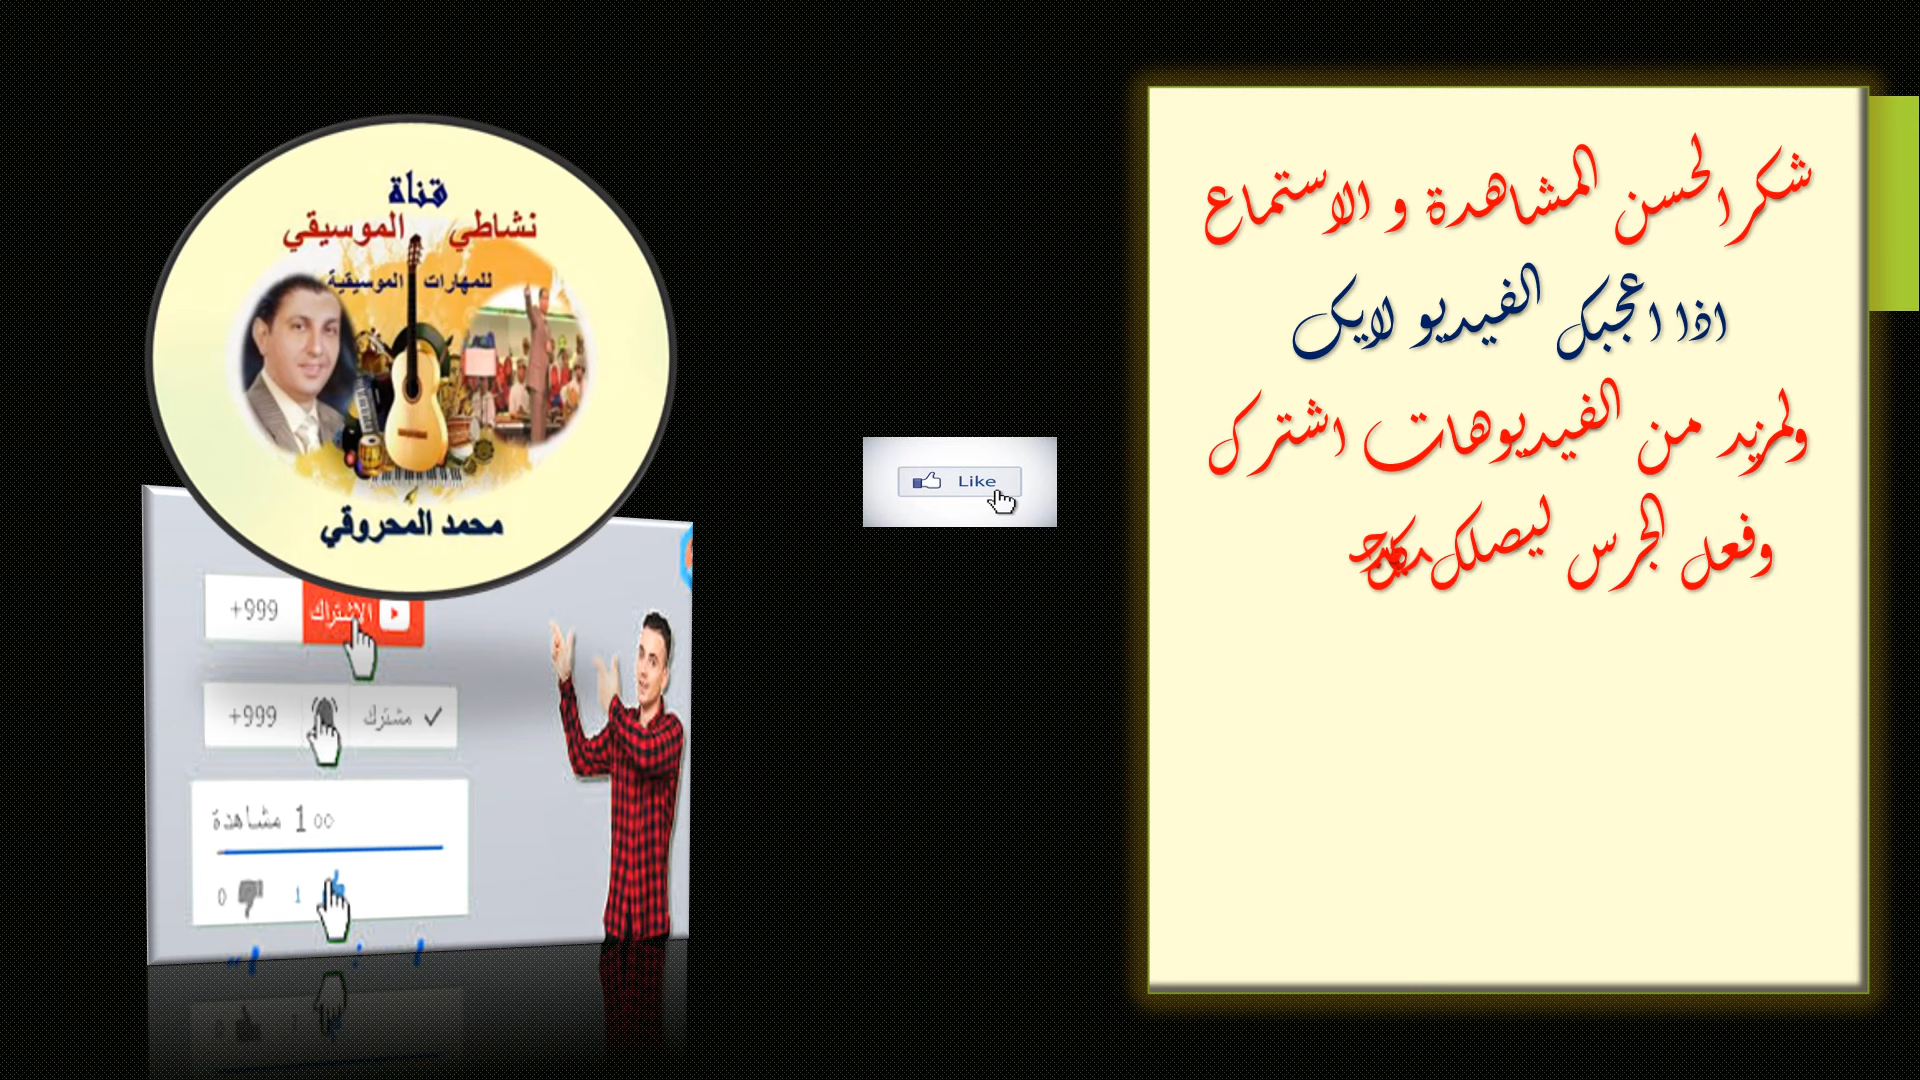 قناة
نشاطي الموسيقي
للمهارات الموسيقية
محمد المحروقي
+999 الاشتراك
+999 مشترك
100 مشاهدة
0 1
Like
شكرا لحسن المشاهدة و الاستماع
اذا اعجبك الفيديو لايك
ولمزيد من الفيديوهات اشترك
وفعل الجرس ليصلك